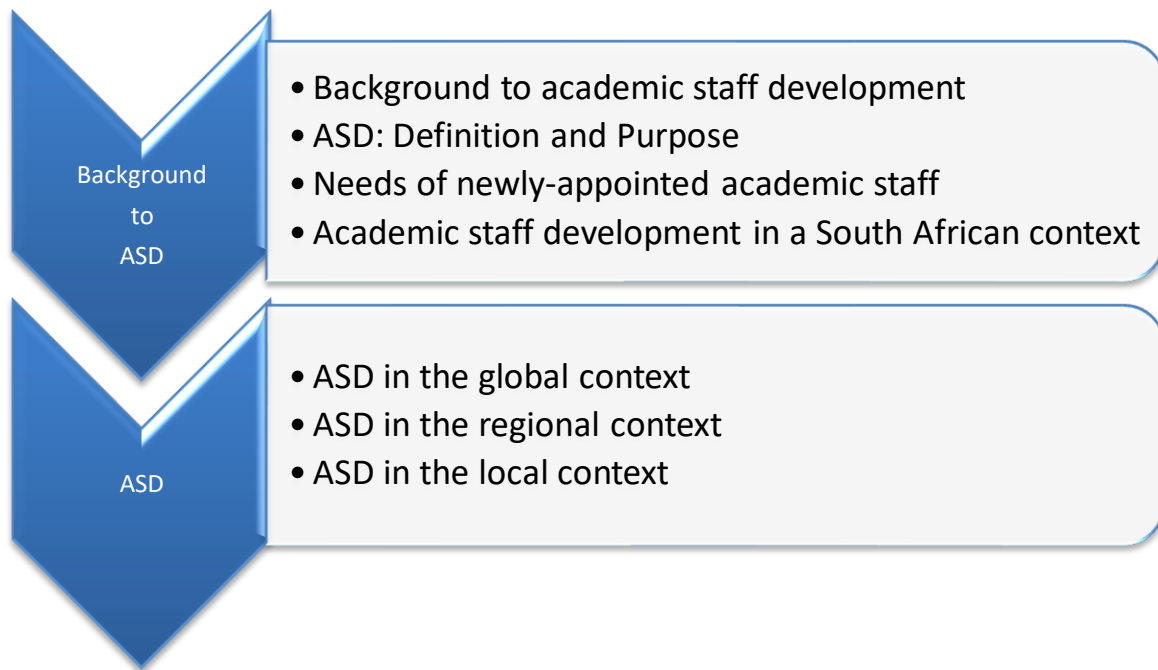 Background
to
ASD
• Background to academic staff development
• ASD: Definition and Purpose
• Needs of newly-appointed academic staff
• Academic staff development in a South African context
ASD
• ASD in the global context
• ASD in the regional context
• ASD in the local context